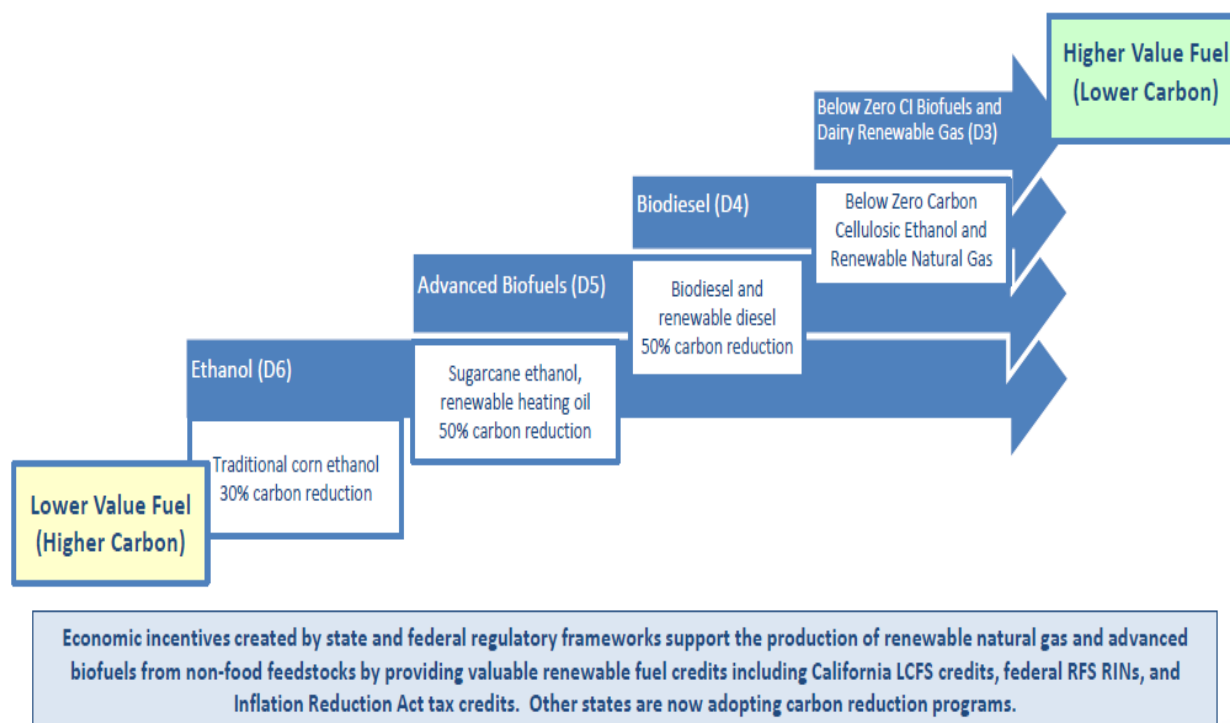 Higher Value Fuel
(Lower Carbon)
Below Zero CI Biofuels and
Dairy Renewable Gas (D3)
Below Zero Carbon
Cellulosic Ethanol and
Renewable Natural Gas
Biodiesel (D4)
Biodiesel and
renewable diesel
50% carbon reduction
Advanced Biofuels (D5)
Sugarcane ethanol,
renewable heating oil
50% carbon reduction
Ethanol (D6)
Traditional corn ethanol
30% carbon reduction
Lower Value Fuel
(Higher Carbon)
Economic incentives created by state and federal regulatory frameworks support the production of renewable natural gas and advanced
biofuels from non-food feedstocks by providing valuable renewable fuel credits including California LCFS credits, federal RFS RINs, and
Inflation Reduction Act tax credits.  Other states are now adopting carbon reduction programs.